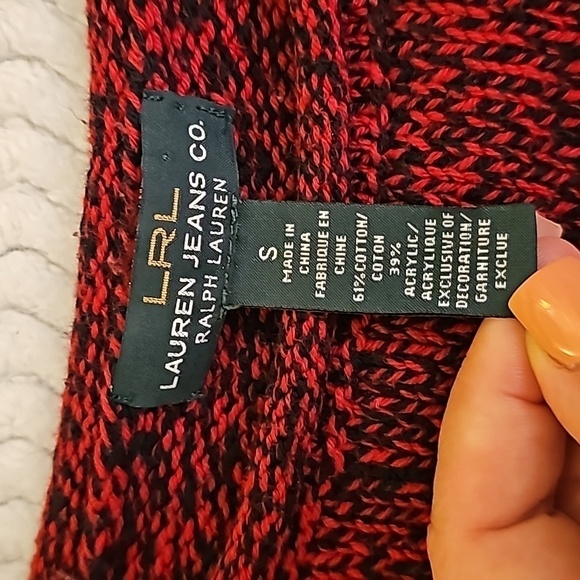 LRL
LAUREN JEANS CO.
RALPH LAUREN
S
MADE IN
CHINA
FABRIQUE EN
CHINE
61%COTTON/
COTON
39%
ACRYLIC/
ACRYLIQUE
EXCLUSIVE OF
DECORATION/
GARNITURE
EXCLUE